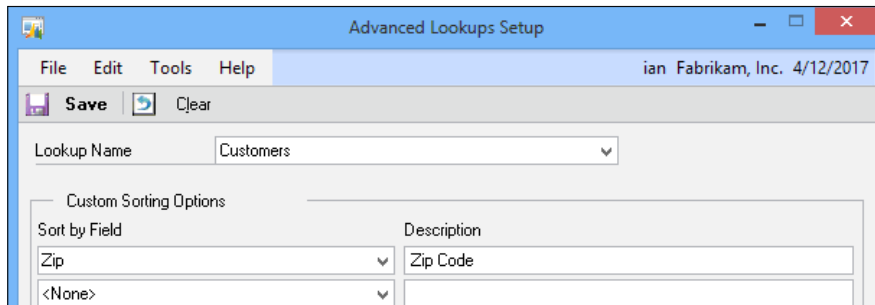 Advanced Lookups Setup
File Edit Tools Help ian Fabrikam, Inc. 4/12/2017
Save Clear
Lookup Name Customers
Custom Sorting Options
Sort by Field Description
Zip Zip Code
<None>